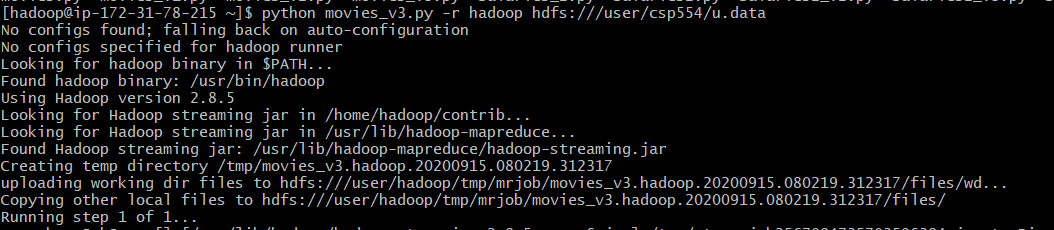 [hadoop@ip-172-31-78-215 ~]$ python movies_v3.py -r hadoop hdfs:///user/csp554/u.data
No configs found; falling back on auto-configuration
No configs specified for hadoop runner
Looking for hadoop binary in $PATH...
Found hadoop binary: /usr/bin/hadoop
Using Hadoop version 2.8.5
Looking for Hadoop streaming jar in /home/hadoop/contrib...
Looking for Hadoop streaming jar in /usr/lib/hadoop-mapreduce...
Found Hadoop streaming jar: /usr/lib/hadoop-mapreduce/hadoop-streaming.jar
Creating temp directory /tmp/movies_v3.hadoop.20200915.080219.312317
uploading working dir files to hdfs:///user/hadoop/tmp/mrjob/movies_v3.hadoop.20200915.080219.312317/files/wd...
Copying other local files to hdfs:///user/hadoop/tmp/mrjob/movies_v3.hadoop.20200915.080219.312317/files/
Running step 1 of 1...